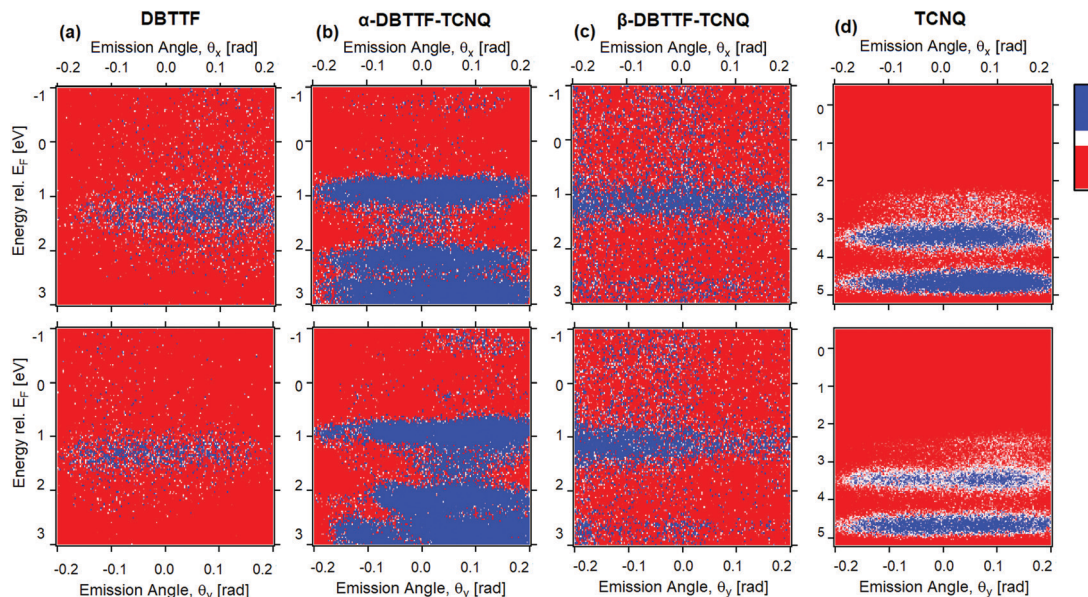 DBTTF
α-DBTTF-TCNQ
β-DBTTF-TCNQ
TCNQ
(a)
(b)
(c)
(d)
Emission Angle, θx [rad]
Emission Angle, θx [rad]
Emission Angle, θx [rad]
Emission Angle, θx [rad]
-0.2 -0.1 0.0 0.1 0.2
-0.2 -0.1 0.0 0.1 0.2
-0.2 -0.1 0.0 0.1 0.2
-0.2 -0.1 0.0 0.1 0.2
Energy rel. EF [eV]
-1
0
1
2
3
-1
0
1
2
3
-1
0
1
2
3
0
1
2
3
4
5
Energy rel. EF [eV]
-1
0
1
2
3
-1
0
1
2
3
-1
0
1
2
3
0
1
2
3
4
5
-0.2 -0.1 0.0 0.1 0.2
-0.2 -0.1 0.0 0.1 0.2
-0.2 -0.1 0.0 0.1 0.2
-0.2 -0.1 0.0 0.1 0.2
Emission Angle, θy [rad]
Emission Angle, θy [rad]
Emission Angle, θy [rad]
Emission Angle, θy [rad]